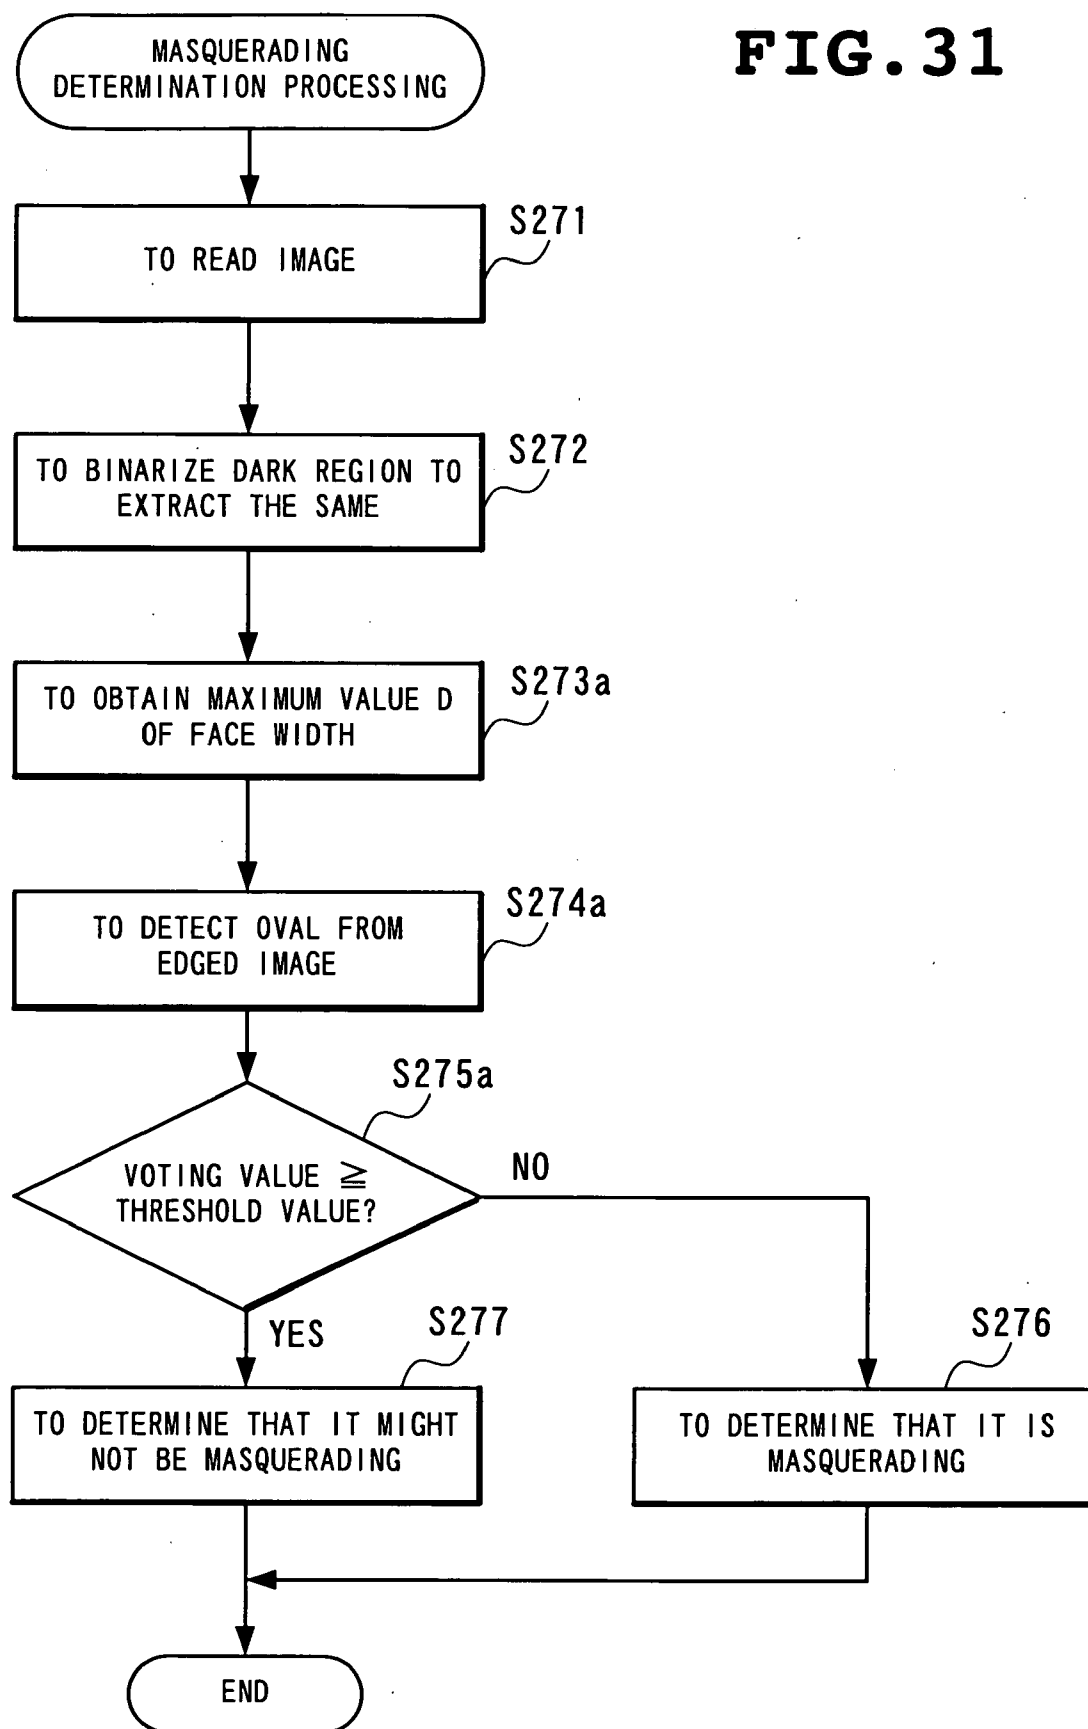 FIG.31
MASQUERADING
DETERMINATION PROCESSING
S271
TO READ IMAGE
S272
TO BINARIZE DARK REGION TO
EXTRACT THE SAME
S273a
TO OBTAIN MAXIMUM VALUE D
OF FACE WIDTH
S274a
TO DETECT OVAL FROM
EDGED IMAGE
S275a
VOTING VALUE ≧
THRESHOLD VALUE?
NO
YES
S277
TO DETERMINE THAT IT MIGHT
NOT BE MASQUERADING
S276
TO DETERMINE THAT IT IS
MASQUERADING
END